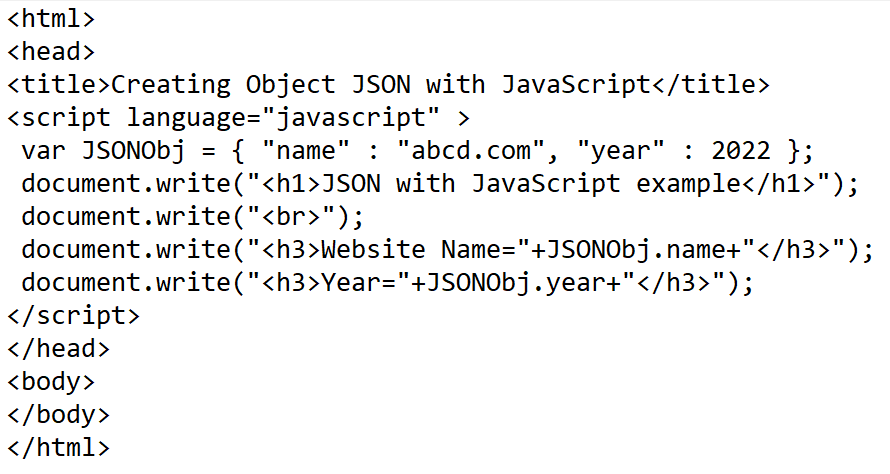 <html>
<head>
<title>Creating Object JSON with JavaScript</title>
<script language="javascript" >
 var JSONObj = { "name" : "abcd.com", "year" : 2022 };
 document.write("<h1>JSON with JavaScript example</h1>");
 document.write("<br>");
 document.write("<h3>Website Name="+JSONObj.name+"</h3>");
 document.write("<h3>Year="+JSONObj.year+"</h3>");
</script>
</head>
<body>
</body>
</html>